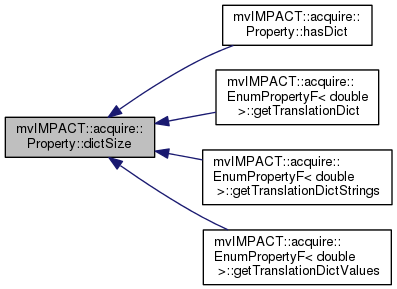 mvIMPACT::acquire::
Property::hasDict
mvIMPACT::acquire::
EnumPropertyF< double
>::getTranslationDict
mvIMPACT::acquire::
Property::dictSize
mvIMPACT::acquire::
EnumPropertyF< double
>::getTranslationDictStrings
mvIMPACT::acquire::
EnumPropertyF< double
>::getTranslationDictValues